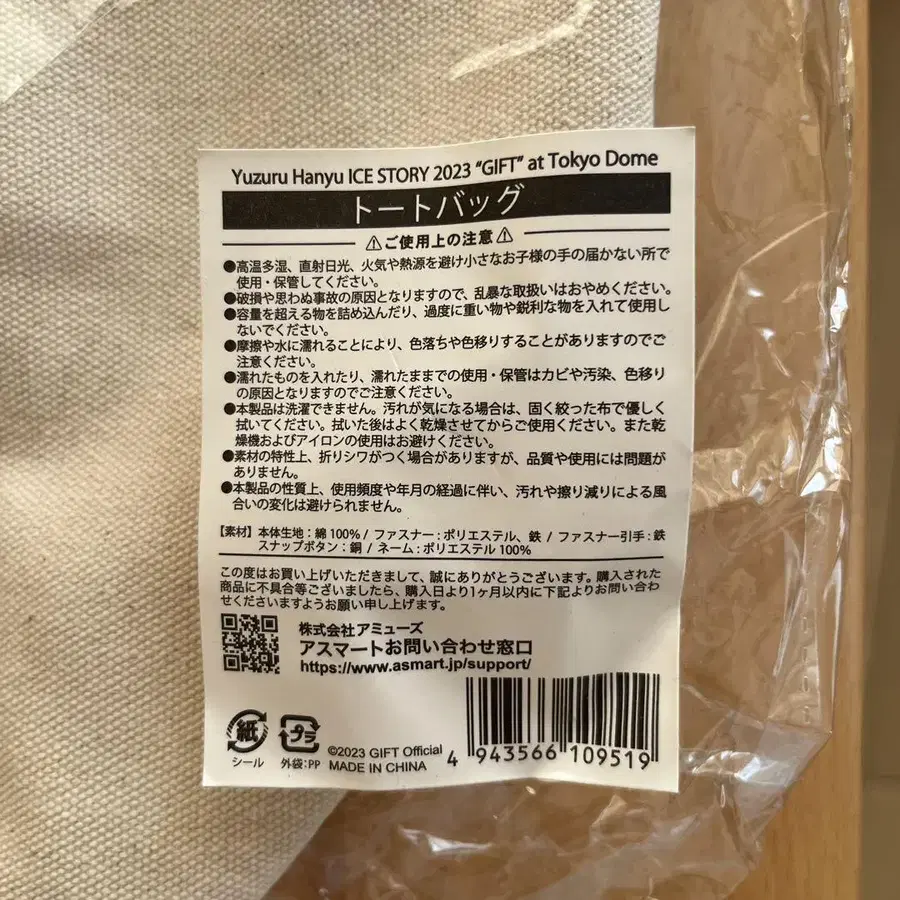 Yuzuru Hanyu ICE STORY 2023 "GIFT" at Tokyo Dome
トートバッグ
⚠ご使用上の注意⚠
●高温多湿、直射日光、火気や熱源を避け小さなお子様の手の届かない所で
使用・保管してください。
●破損や思わぬ事故の原因となりますので、乱暴な取扱いはおやめください。
●容量を超える物を詰め込んだり、過度に重い物や鋭利な物を入れて使用し
ないでください。
●摩擦や水に濡れることにより、色落ちや色移りすることがありますのでご
注意ください。
●濡れたものを入れたり、濡れたままでの使用・保管はカビや汚染、色移り
の原因となりますのでご注意ください。
●本製品は洗濯できません。汚れが気になる場合は、固く絞った布で優しく
拭いてください。拭いた後はよく乾燥させてからご使用ください。また乾
燥機およびアイロンの使用はお避けください。
●素材の特性上、折りシワがつく場合がありますが、品質や使用には問題が
ありません。
●本製品の性質上、使用頻度や年月の経過に伴い、汚れや擦り減りによる風
合いの変化は避けられません。
【素材】本体生地：綿100% / ファスナー：ポリエステル、鉄 / ファスナー引手：鉄
スナップボタン：銅 / ネーム：ポリエステル100%
この度はお買い上げいただきまして、誠にありがとうございます。購入された
商品に不具合等ございましたら、購入日より1ヶ月以内に下記よりお問い合わ
せくださいますようお願い申し上げます。
株式会社アミューズ
アスマートお問い合わせ窓口
https://www.asmart.jp/support/
紙
シール
プラ
外袋：PP
©2023 GIFT Official
MADE IN CHINA
4 943566 109519